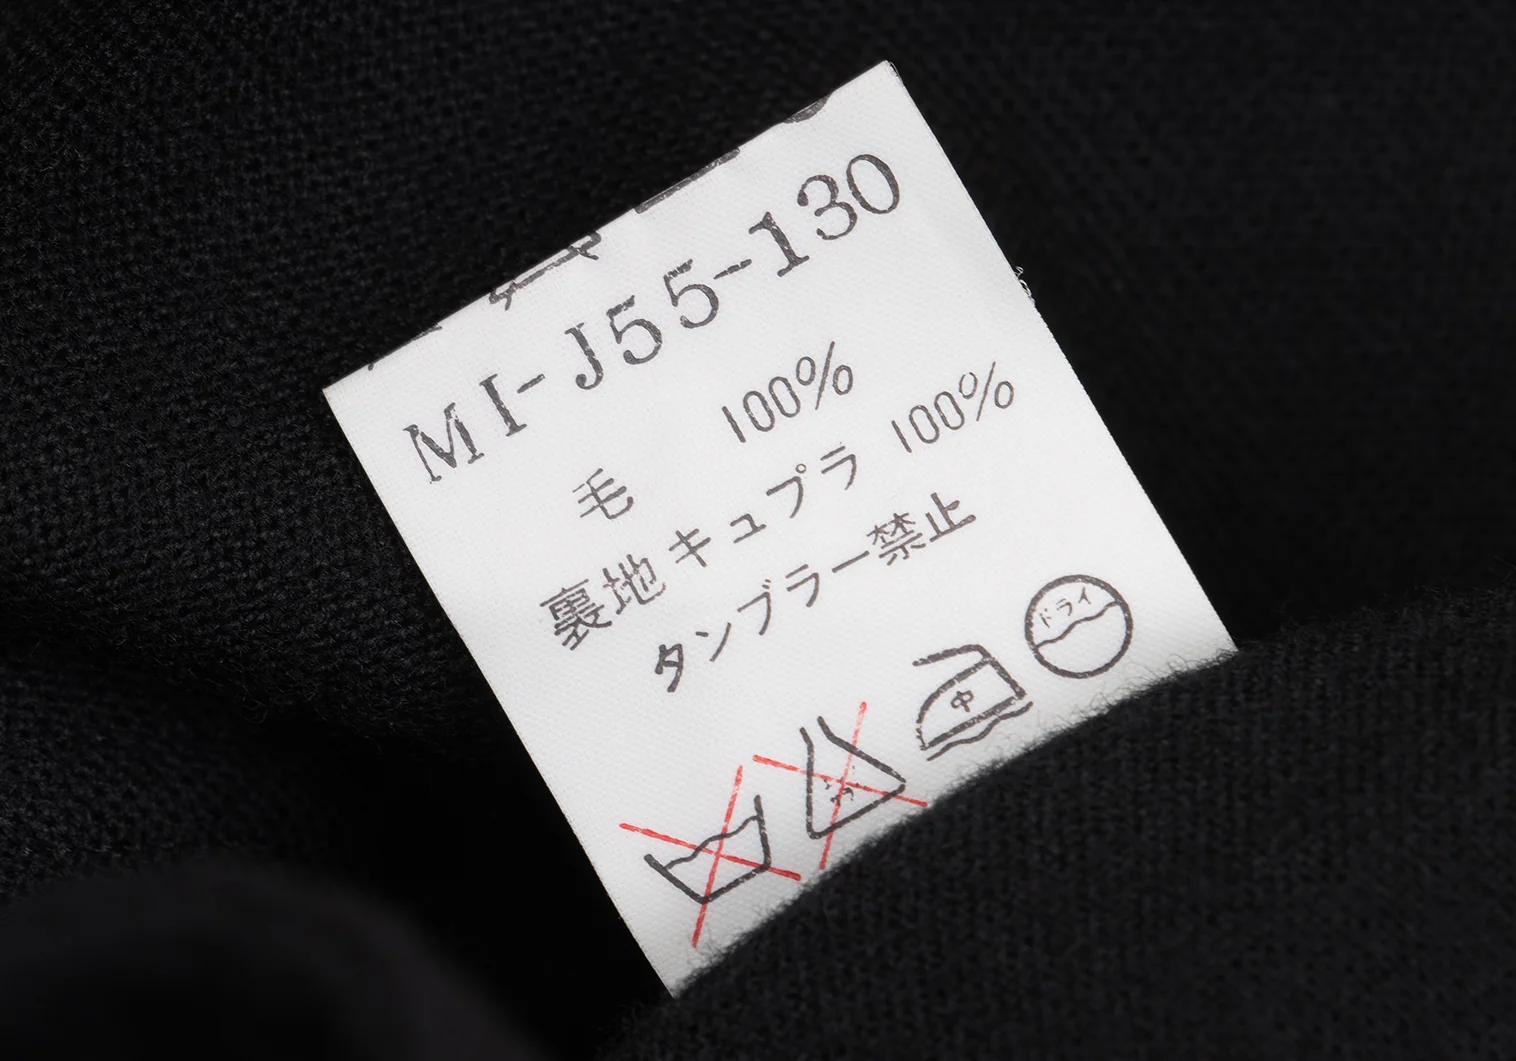 MI-J55-130
毛 100%
裏地 キュプラ 100%
タンブラー禁止
中
ドライ